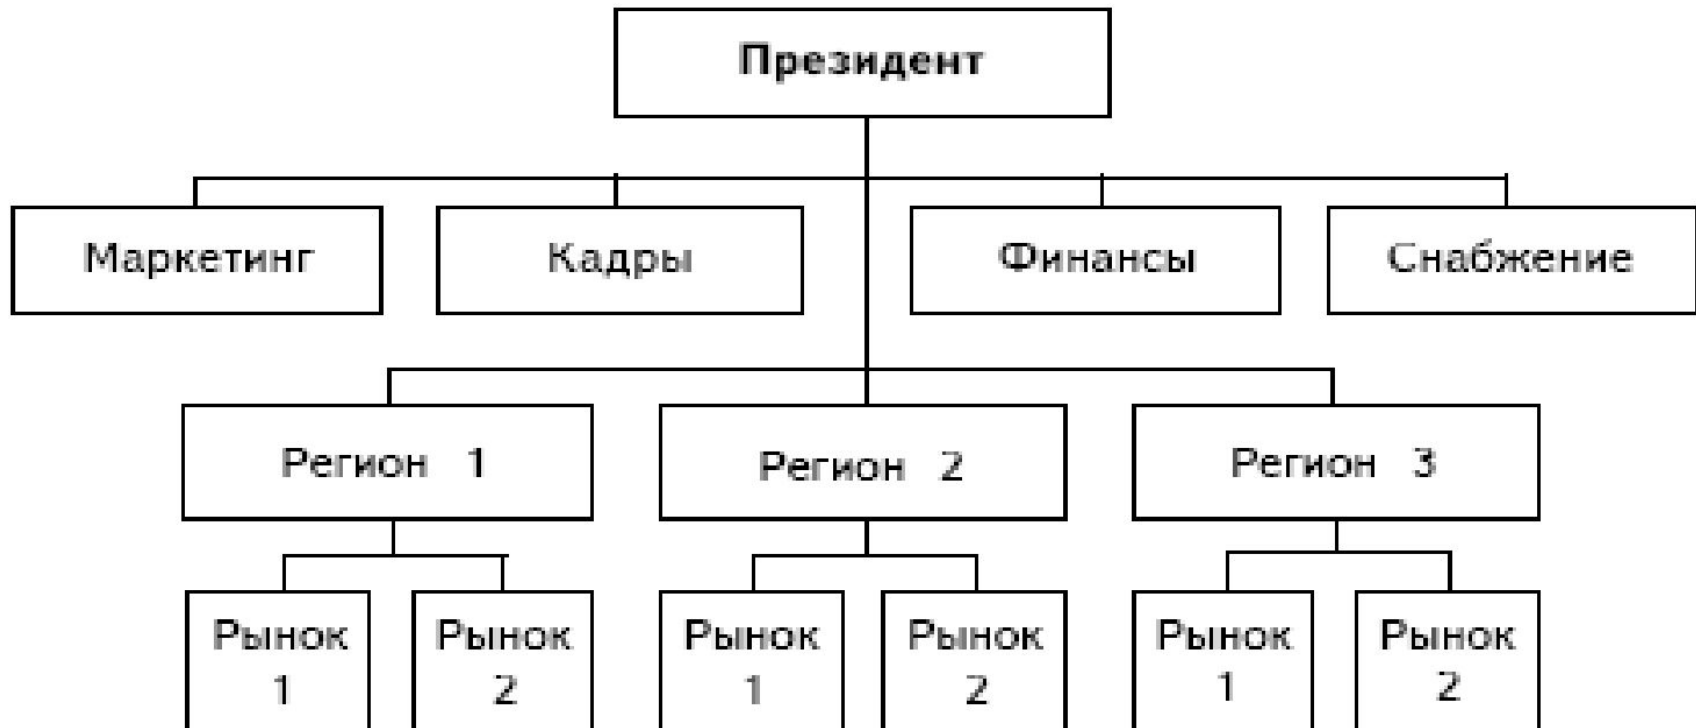 Президент
Маркетинг Кадры Финансы Снабжение
Регион 1 Регион 2 Регион 3
Рынок Рынок Рынок Рынок Рынок Рынок
1 2 1 2 1 2